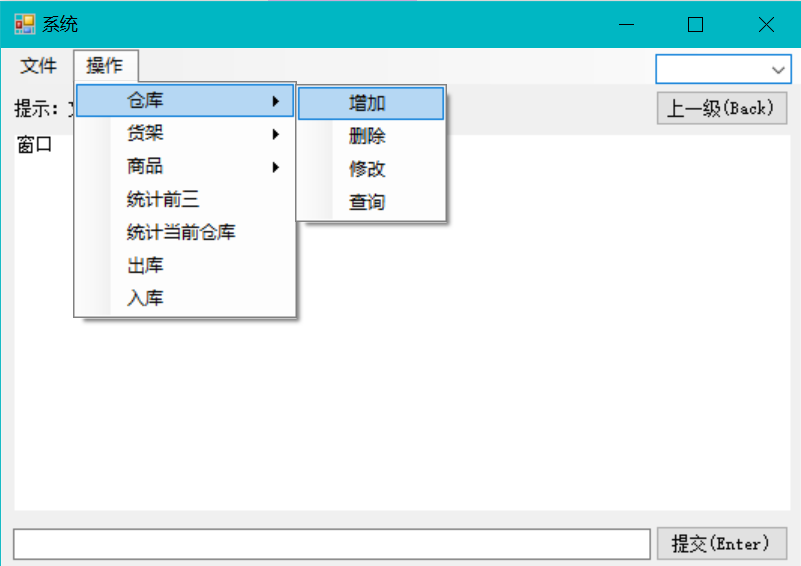 系统
文件 操作
提示：
上一级(Back)
窗口
仓库
货架
商品
统计前三
统计当前仓库
出库
入库
增加
删除
修改
查询
提交(Enter)